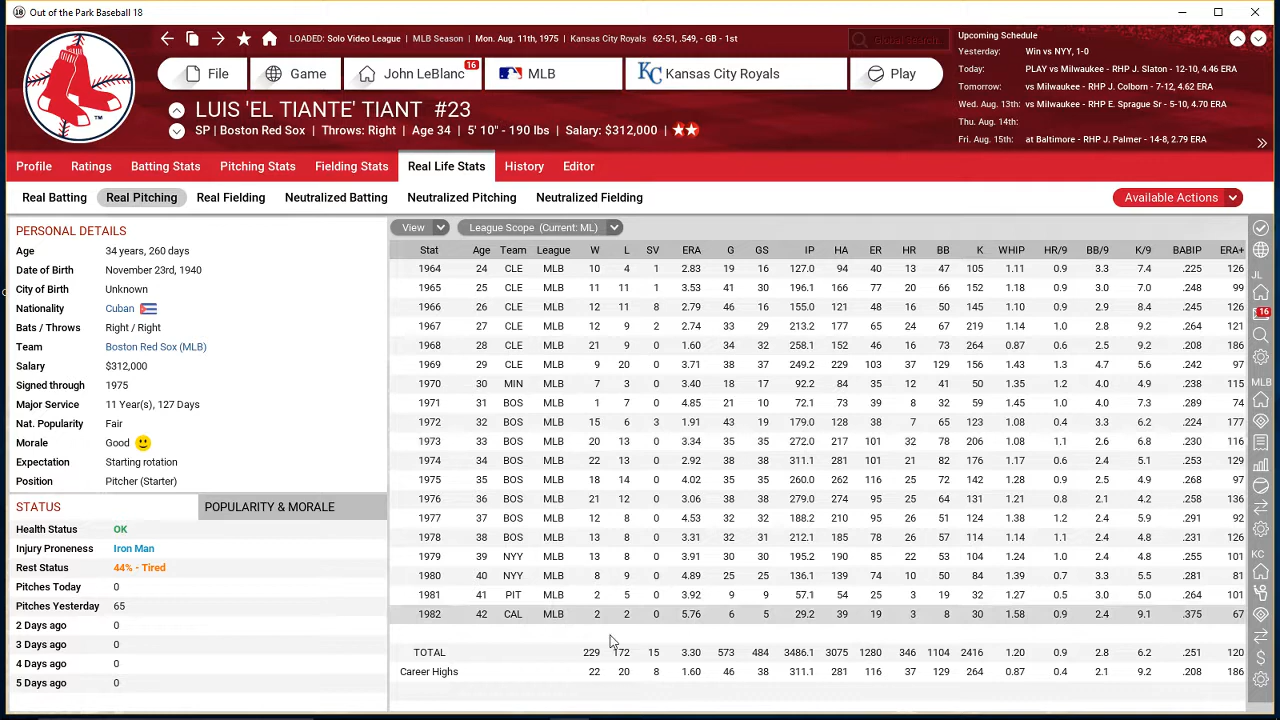 Out of the Park Baseball 18
LOADED: Solo Video League | MLB Season | Mon. Aug. 11th, 1975 | Kansas City Royals 62-51, .549, - GB - 1st
Global Search...
File
Game
John LeBlanc
16
MLB
KC Kansas City Royals
Play
Upcoming Schedule
Yesterday: Win vs NYY, 1-0
Today: PLAY vs Milwaukee - RHP J. Slaton - 12-10, 4.46 ERA
Tomorrow: vs Milwaukee - RHP J. Colborn - 7-12, 4.62 ERA
Wed. Aug. 13th: vs Milwaukee - RHP E. Sprague Sr - 5-10, 4.70 ERA
Thu. Aug. 14th:
Fri. Aug. 15th: at Baltimore - RHP J. Palmer - 14-8, 2.79 ERA
LUIS 'EL TIANTE' TIANT #23
SP | Boston Red Sox | Throws: Right | Age 34 | 5' 10" - 190 lbs | Salary: $312,000 |
Profile Ratings Batting Stats Pitching Stats Fielding Stats Real Life Stats History Editor
Real Batting Real Pitching Real Fielding Neutralized Batting Neutralized Pitching Neutralized Fielding
Available Actions
PERSONAL DETAILS
Age 34 years, 260 days
Date of Birth November 23rd, 1940
City of Birth Unknown
Nationality Cuban
Bats / Throws Right / Right
Team Boston Red Sox (MLB)
Salary $312,000
Signed through 1975
Major Service 11 Year(s), 127 Days
Nat. Popularity Fair
Morale Good
Expectation Starting rotation
Position Pitcher (Starter)
STATUS POPULARITY & MORALE
Health Status OK
Injury Proneness Iron Man
Rest Status 44% - Tired
Pitches Today 0
Pitches Yesterday 65
2 Days ago 0
3 Days ago 0
4 Days ago 0
5 Days ago 0
View League Scope (Current: ML)
Stat Age Team League W L SV ERA G GS IP HA ER HR BB K WHIP HR/9 BB/9 K/9 BABIP ERA+
1964 24 CLE MLB 10 4 1 2.83 19 16 127.0 94 40 13 47 105 1.11 0.9 3.3 7.4 .225 126
1965 25 CLE MLB 11 11 1 3.53 41 30 196.1 166 77 20 66 152 1.18 0.9 3.0 7.0 .248 99
1966 26 CLE MLB 12 11 8 2.79 46 16 155.0 121 48 16 50 145 1.10 0.9 2.9 8.4 .245 126
1967 27 CLE MLB 12 9 2 2.74 33 29 213.2 177 65 24 67 219 1.14 1.0 2.8 9.2 .264 121
1968 28 CLE MLB 21 9 0 1.60 34 32 258.1 152 46 16 73 264 0.87 0.6 2.5 9.2 .208 186
1969 29 CLE MLB 9 20 0 3.71 38 37 249.2 229 103 37 129 156 1.43 1.3 4.7 5.6 .242 97
1970 30 MIN MLB 7 3 0 3.40 18 17 92.2 84 35 12 41 50 1.35 1.2 4.0 4.9 .238 115
1971 31 BOS MLB 1 7 0 4.85 21 10 72.1 73 39 8 32 59 1.45 1.0 4.0 7.3 .289 74
1972 32 BOS MLB 15 6 3 1.91 43 19 179.0 128 38 7 65 123 1.08 0.4 3.3 6.2 .224 177
1973 33 BOS MLB 20 13 0 3.34 35 35 272.0 217 101 32 78 206 1.08 1.1 2.6 6.8 .230 116
1974 34 BOS MLB 22 13 0 2.92 38 38 311.1 281 101 21 82 176 1.17 0.6 2.4 5.1 .253 129
1975 35 BOS MLB 18 14 0 4.02 35 35 260.0 262 116 25 72 142 1.28 0.9 2.5 4.9 .268 97
1976 36 BOS MLB 21 12 0 3.06 38 38 279.0 274 95 25 64 131 1.21 0.8 2.1 4.2 .258 136
1977 37 BOS MLB 12 8 0 4.53 32 32 188.2 210 95 26 51 124 1.38 1.2 2.4 5.9 .291 92
1978 38 BOS MLB 13 8 0 3.31 32 31 212.1 185 78 26 57 114 1.14 1.1 2.4 4.8 .231 126
1979 39 NYY MLB 13 8 0 3.91 30 30 195.2 190 85 22 53 104 1.24 1.0 2.4 4.8 .255 101
1980 40 NYY MLB 8 9 0 4.89 25 25 136.1 139 74 10 50 84 1.39 0.7 3.3 5.5 .281 81
1981 41 PIT MLB 2 5 0 3.92 9 9 57.1 54 25 3 19 32 1.27 0.5 3.0 5.0 .264 101
1982 42 CAL MLB 2 2 0 5.76 6 5 29.2 39 19 3 8 30 1.58 0.9 2.4 9.1 .375 67
TOTAL 229 172 15 3.30 573 484 3486.1 3075 1280 346 1104 2416 1.20 0.9 2.8 6.2 .251 120
Career Highs 22 20 8 1.60 46 38 311.1 281 116 37 129 264 0.87 0.4 2.1 9.2 .208 186
JL
16
MLB
KC